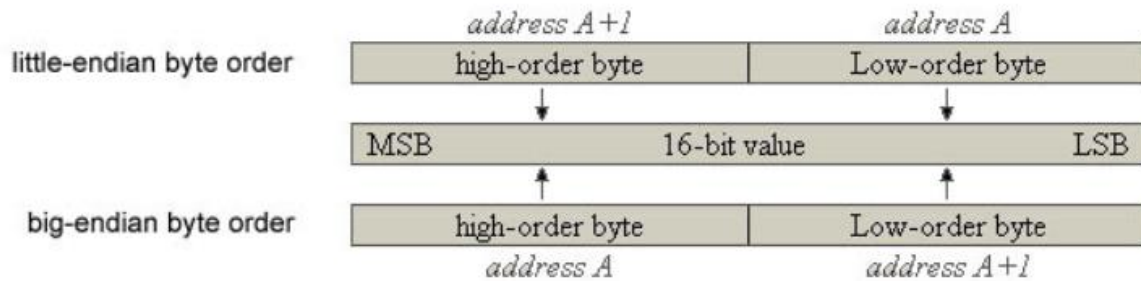 address A+1 address A
little-endian byte order high-order byte Low-order byte
MSB 16-bit value LSB
big-endian byte order high-order byte Low-order byte
address A address A+1